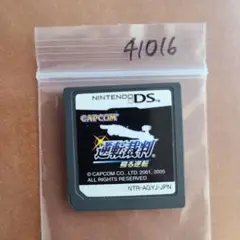 41016
NINTENDO DS
CAPCOM
逆転裁判
蘇る逆転
© CAPCOM CO., LTD. 2001, 2005
ALL RIGHTS RESERVED.
NTR-AGYJ-JPN